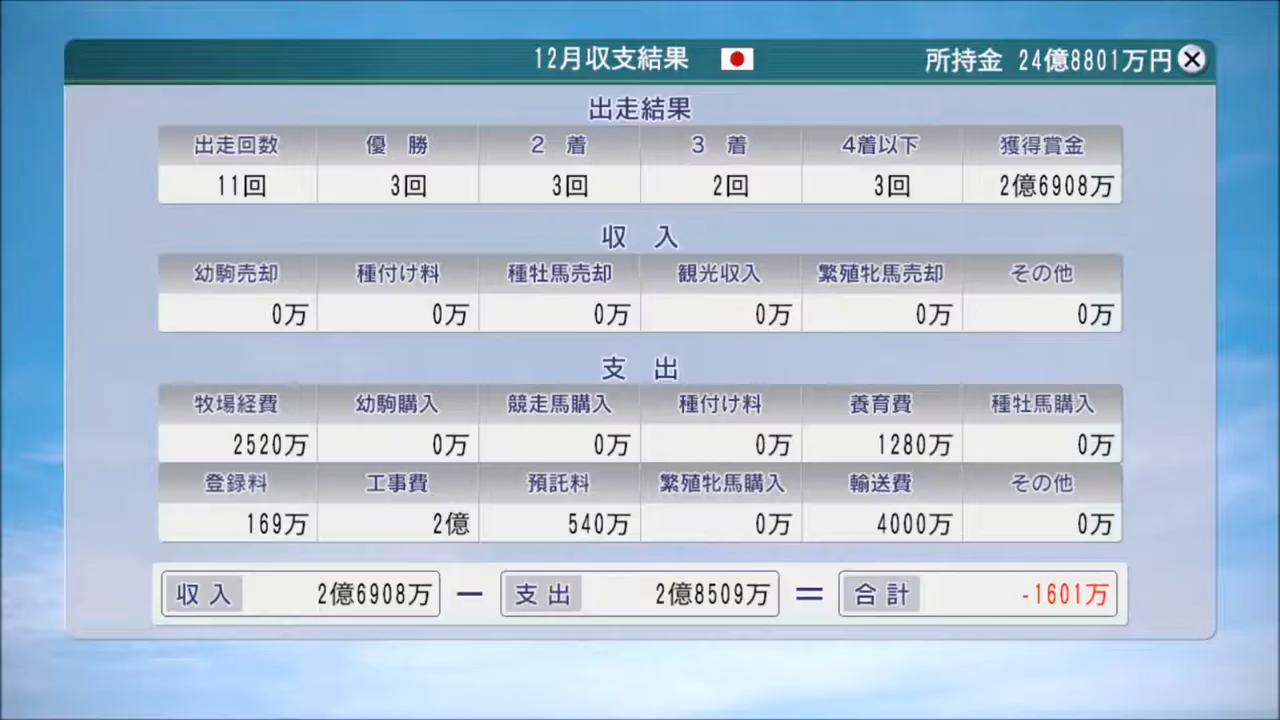 12月収支結果 所持金 24億8801万円
出走結果
出走回数 優 勝 2 着 3 着 4着以下 獲得賞金
11回 3回 3回 2回 3回 2億6908万
収 入
幼駒売却 種付け料 種牡馬売却 観光収入 繁殖牝馬売却 その他
0万 0万 0万 0万 0万 0万
支 出
牧場経費 幼駒購入 競走馬購入 種付け料 養育費 種牡馬購入
2520万 0万 0万 0万 1280万 0万
登録料 工事費 預託料 繁殖牝馬購入 輸送費 その他
169万 2億 540万 0万 4000万 0万
収 入 2億6908万 － 支 出 2億8509万 ＝ 合 計 -1601万